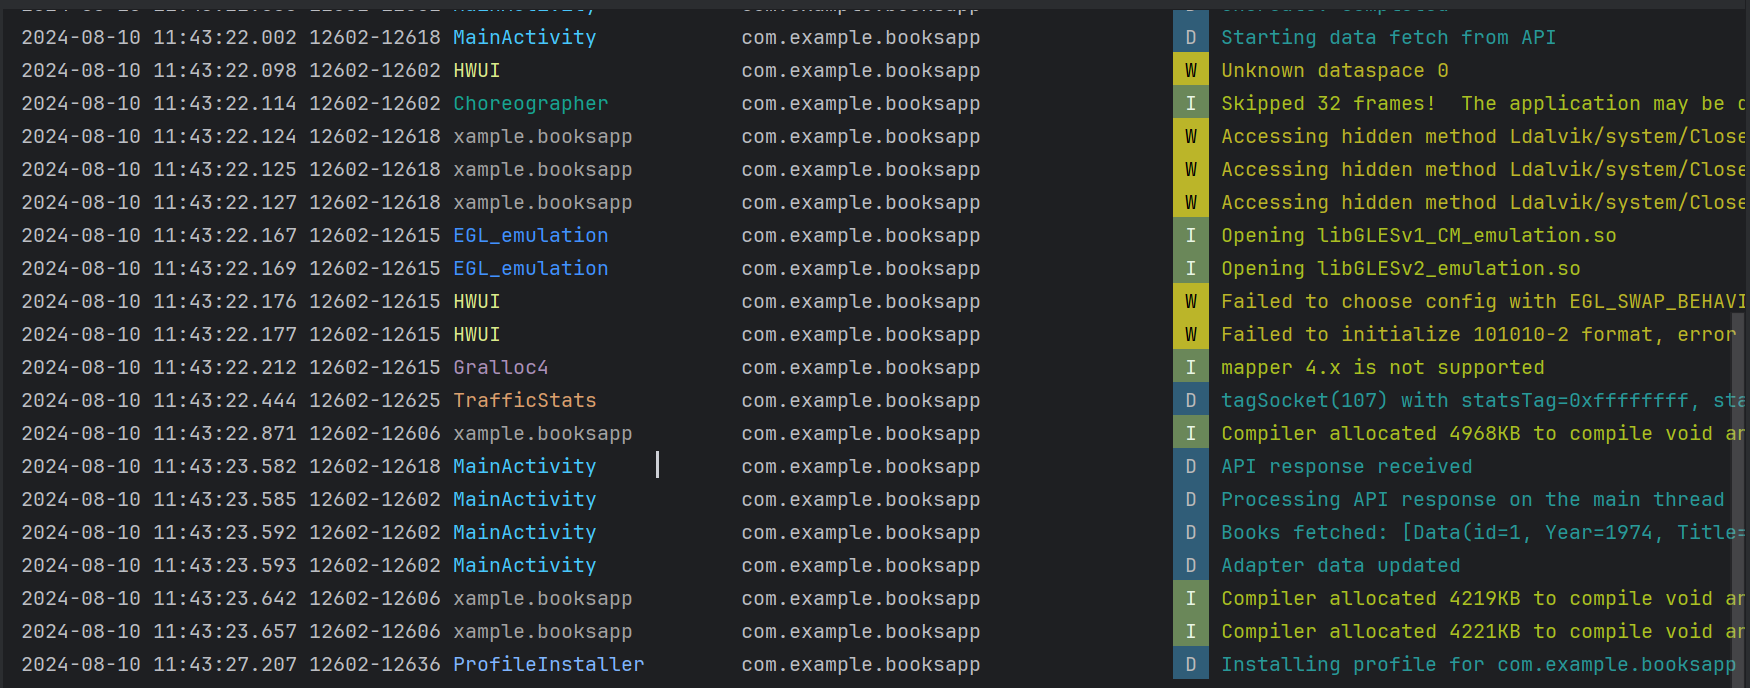 2024-08-10 11:43:22.002 12602-12618 MainActivity com.example.booksapp D Starting data fetch from API
2024-08-10 11:43:22.098 12602-12602 HWUI com.example.booksapp W Unknown dataspace 0
2024-08-10 11:43:22.114 12602-12602 Choreographer com.example.booksapp I Skipped 32 frames!  The application may be
2024-08-10 11:43:22.124 12602-12618 xample.booksapp com.example.booksapp W Accessing hidden method Ldalvik/system/Close
2024-08-10 11:43:22.125 12602-12618 xample.booksapp com.example.booksapp W Accessing hidden method Ldalvik/system/Close
2024-08-10 11:43:22.127 12602-12618 xample.booksapp com.example.booksapp W Accessing hidden method Ldalvik/system/Close
2024-08-10 11:43:22.167 12602-12615 EGL_emulation com.example.booksapp I Opening libGLESv1_CM_emulation.so
2024-08-10 11:43:22.169 12602-12615 EGL_emulation com.example.booksapp I Opening libGLESv2_emulation.so
2024-08-10 11:43:22.176 12602-12615 HWUI com.example.booksapp W Failed to choose config with EGL_SWAP_BEHAVI
2024-08-10 11:43:22.177 12602-12615 HWUI com.example.booksapp W Failed to initialize 101010-2 format, error
2024-08-10 11:43:22.212 12602-12615 Gralloc4 com.example.booksapp I mapper 4.x is not supported
2024-08-10 11:43:22.444 12602-12625 TrafficStats com.example.booksapp D tagSocket(107) with statsTag=0xffffffff, sta
2024-08-10 11:43:22.871 12602-12606 xample.booksapp com.example.booksapp I Compiler allocated 4968KB to compile void an
2024-08-10 11:43:23.582 12602-12618 MainActivity com.example.booksapp D API response received
2024-08-10 11:43:23.585 12602-12602 MainActivity com.example.booksapp D Processing API response on the main thread
2024-08-10 11:43:23.592 12602-12602 MainActivity com.example.booksapp D Books fetched: [Data(id=1, Year=1974, Title=
2024-08-10 11:43:23.593 12602-12602 MainActivity com.example.booksapp D Adapter data updated
2024-08-10 11:43:23.642 12602-12606 xample.booksapp com.example.booksapp I Compiler allocated 4219KB to compile void an
2024-08-10 11:43:23.657 12602-12606 xample.booksapp com.example.booksapp I Compiler allocated 4221KB to compile void an
2024-08-10 11:43:27.207 12602-12636 ProfileInstaller com.example.booksapp D Installing profile for com.example.booksapp